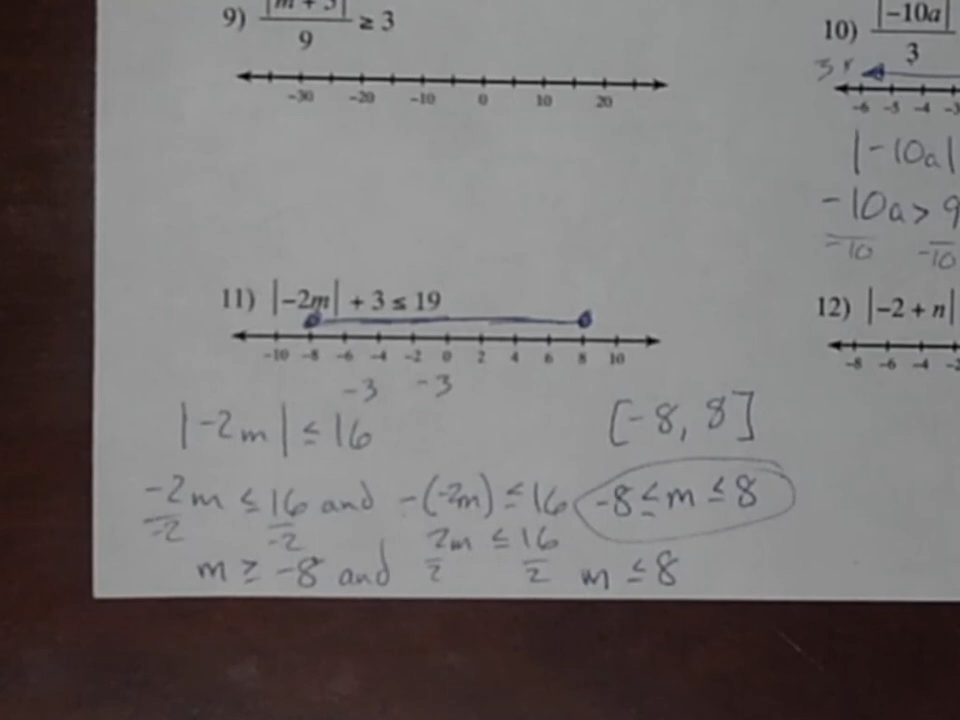 9) |m + 3| ≥ 3
9
-30 -20 -10 0 10 20
10) |-10a|
3
-6 -5 -4 -3
|-10a|
-10a > 9
-10 -10
11) |-2m| + 3 ≤ 19
-10 -8 -6 -4 -2 0 2 4 6 8 10
-3 -3
|-2m| ≤ 16
[-8, 8]
-2m ≤ 16 and -(-2m) ≤ 16 -8 ≤ m ≤ 8
-2 -2 2m ≤ 16
m ≥ -8 and 2 2 m ≤ 8
12) |-2 + n|
-8 -6 -4 -2